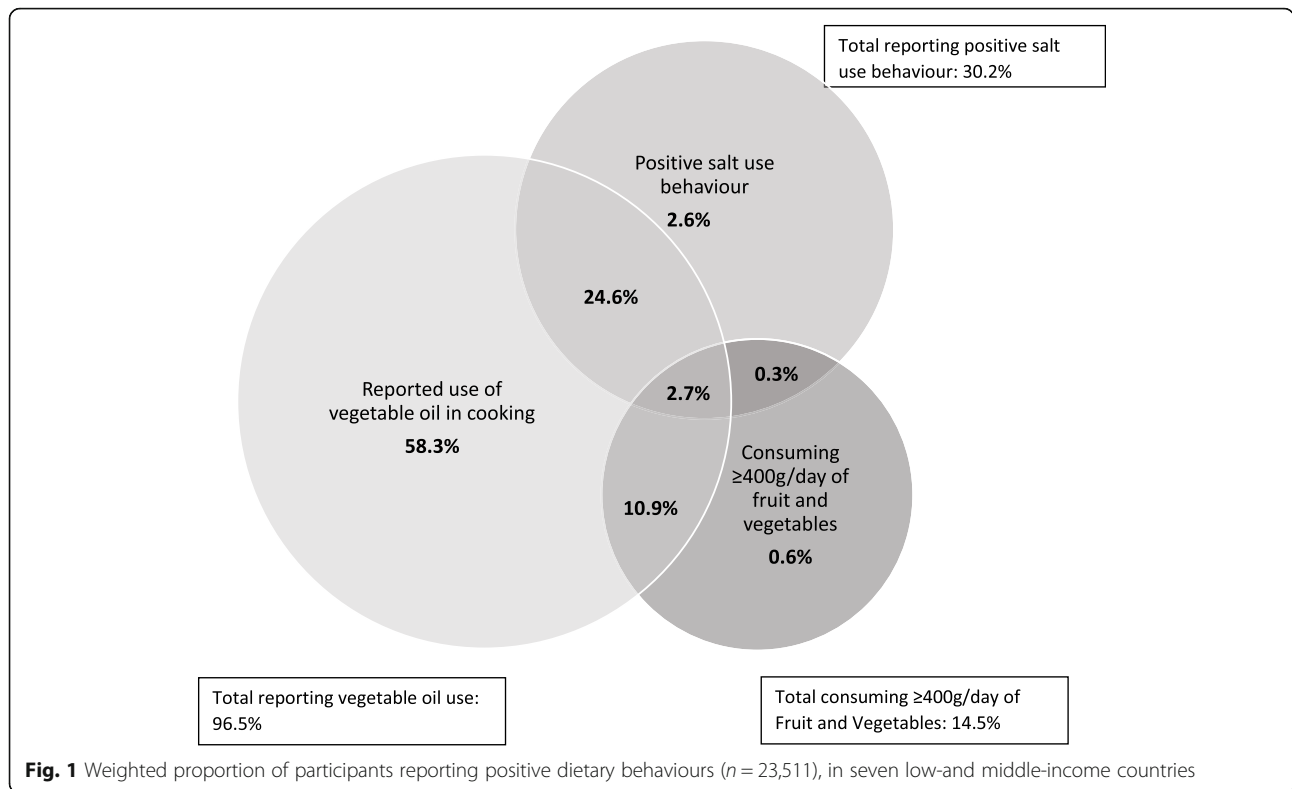 Total reporting positive salt
use behaviour: 30.2%
Positive salt use
behaviour
2.6%
24.6%
0.3%
2.7%
Reported use of
vegetable oil in cooking
58.3%
Consuming
≥400g/day of
fruit and
vegetables
0.6%
10.9%
Total reporting vegetable oil use:
96.5%
Total consuming ≥400g/day of
Fruit and Vegetables: 14.5%
Fig. 1 Weighted proportion of participants reporting positive dietary behaviours (n = 23,511), in seven low-and middle-income countries